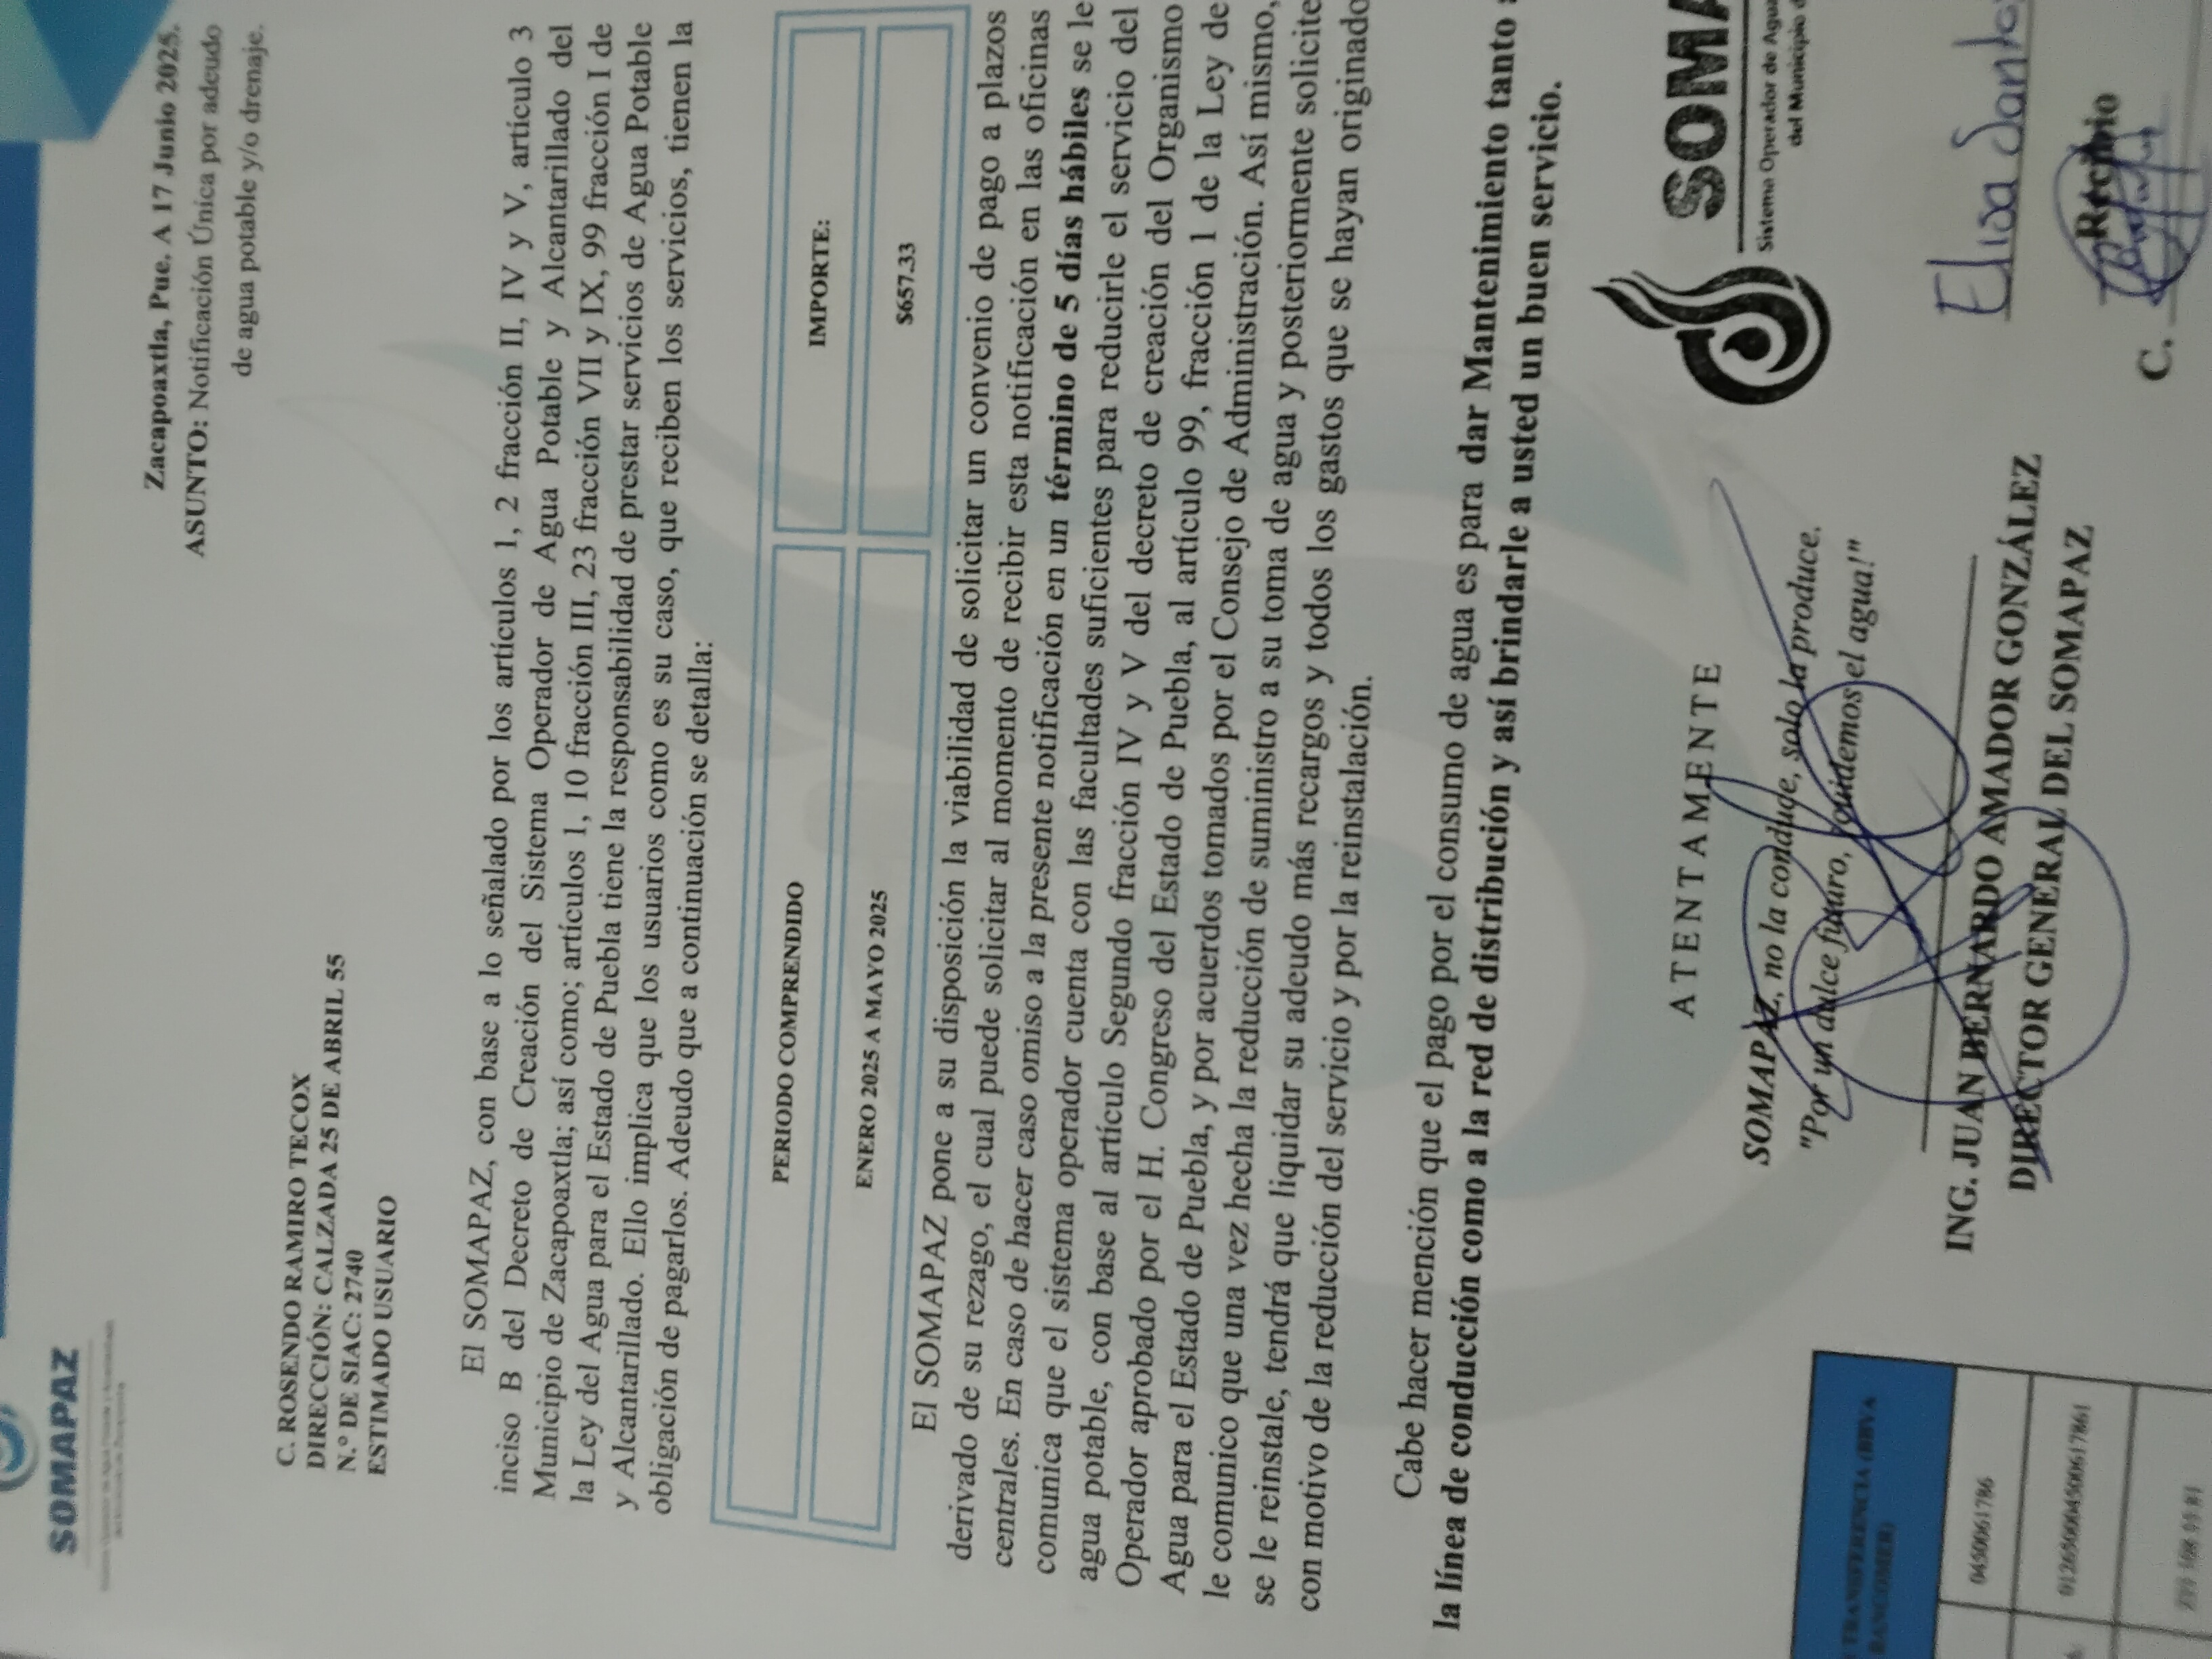 SOMAPAZ
Sistema Operador de Agua Potable y Alcantarillado
del Municipio de Zacapoaxtla
Zacapoaxtla, Pue. A 17 Junio 2025.
ASUNTO: Notificación Única por adeudo
de agua potable y/o drenaje.
C. ROSENDO RAMIRO TECOX
DIRECCIÓN: CALZADA 25 DE ABRIL 55
N.º DE SIAC: 2740
ESTIMADO USUARIO
El SOMAPAZ, con base a lo señalado por los artículos 1, 2 fracción II, IV y V, artículo 3
inciso B del Decreto de Creación del Sistema Operador de Agua Potable y Alcantarillado del
Municipio de Zacapoaxtla; así como; artículos 1, 10 fracción III, 23 fracción VII y IX, 99 fracción I de
la Ley del Agua para el Estado de Puebla tiene la responsabilidad de prestar servicios de Agua Potable
y Alcantarillado. Ello implica que los usuarios como es su caso, que reciben los servicios, tienen la
obligación de pagarlos. Adeudo que a continuación se detalla:
PERIODO COMPRENDIDO
IMPORTE:
ENERO 2025 A MAYO 2025
$657.33
El SOMAPAZ pone a su disposición la viabilidad de solicitar un convenio de pago a plazos
derivado de su rezago, el cual puede solicitar al momento de recibir esta notificación en las oficinas
centrales. En caso de hacer caso omiso a la presente notificación en un término de 5 días hábiles se le
comunica que el sistema operador cuenta con las facultades suficientes para reducirle el servicio del
agua potable, con base al artículo Segundo fracción IV y V del decreto de creación del Organismo
Operador aprobado por el H. Congreso del Estado de Puebla, al artículo 99, fracción 1 de la Ley de
Agua para el Estado de Puebla, y por acuerdos tomados por el Consejo de Administración. Así mismo,
le comunico que una vez hecha la reducción de suministro a su toma de agua y posteriormente solicite
se le reinstale, tendrá que liquidar su adeudo más recargos y todos los gastos que se hayan originado
con motivo de la reducción del servicio y por la reinstalación.
Cabe hacer mención que el pago por el consumo de agua es para dar Mantenimiento tanto a
la línea de conducción como a la red de distribución y así brindarle a usted un buen servicio.
ATENTAMENTE
SOMAPAZ, no la conduce, solo la produce.
"Por un dulce futuro, ¡cuidemos el agua!"
SOMA
Sistema Operador de Agua
del Municipio d
TRANSFERENCIA (BBVA
BANCOMER)
0450061786
012650004500617861
ING. JUAN BERNARDO AMADOR GONZÁLEZ
DIRECTOR GENERAL DEL SOMAPAZ
Elisa Santo
Recibio
C.